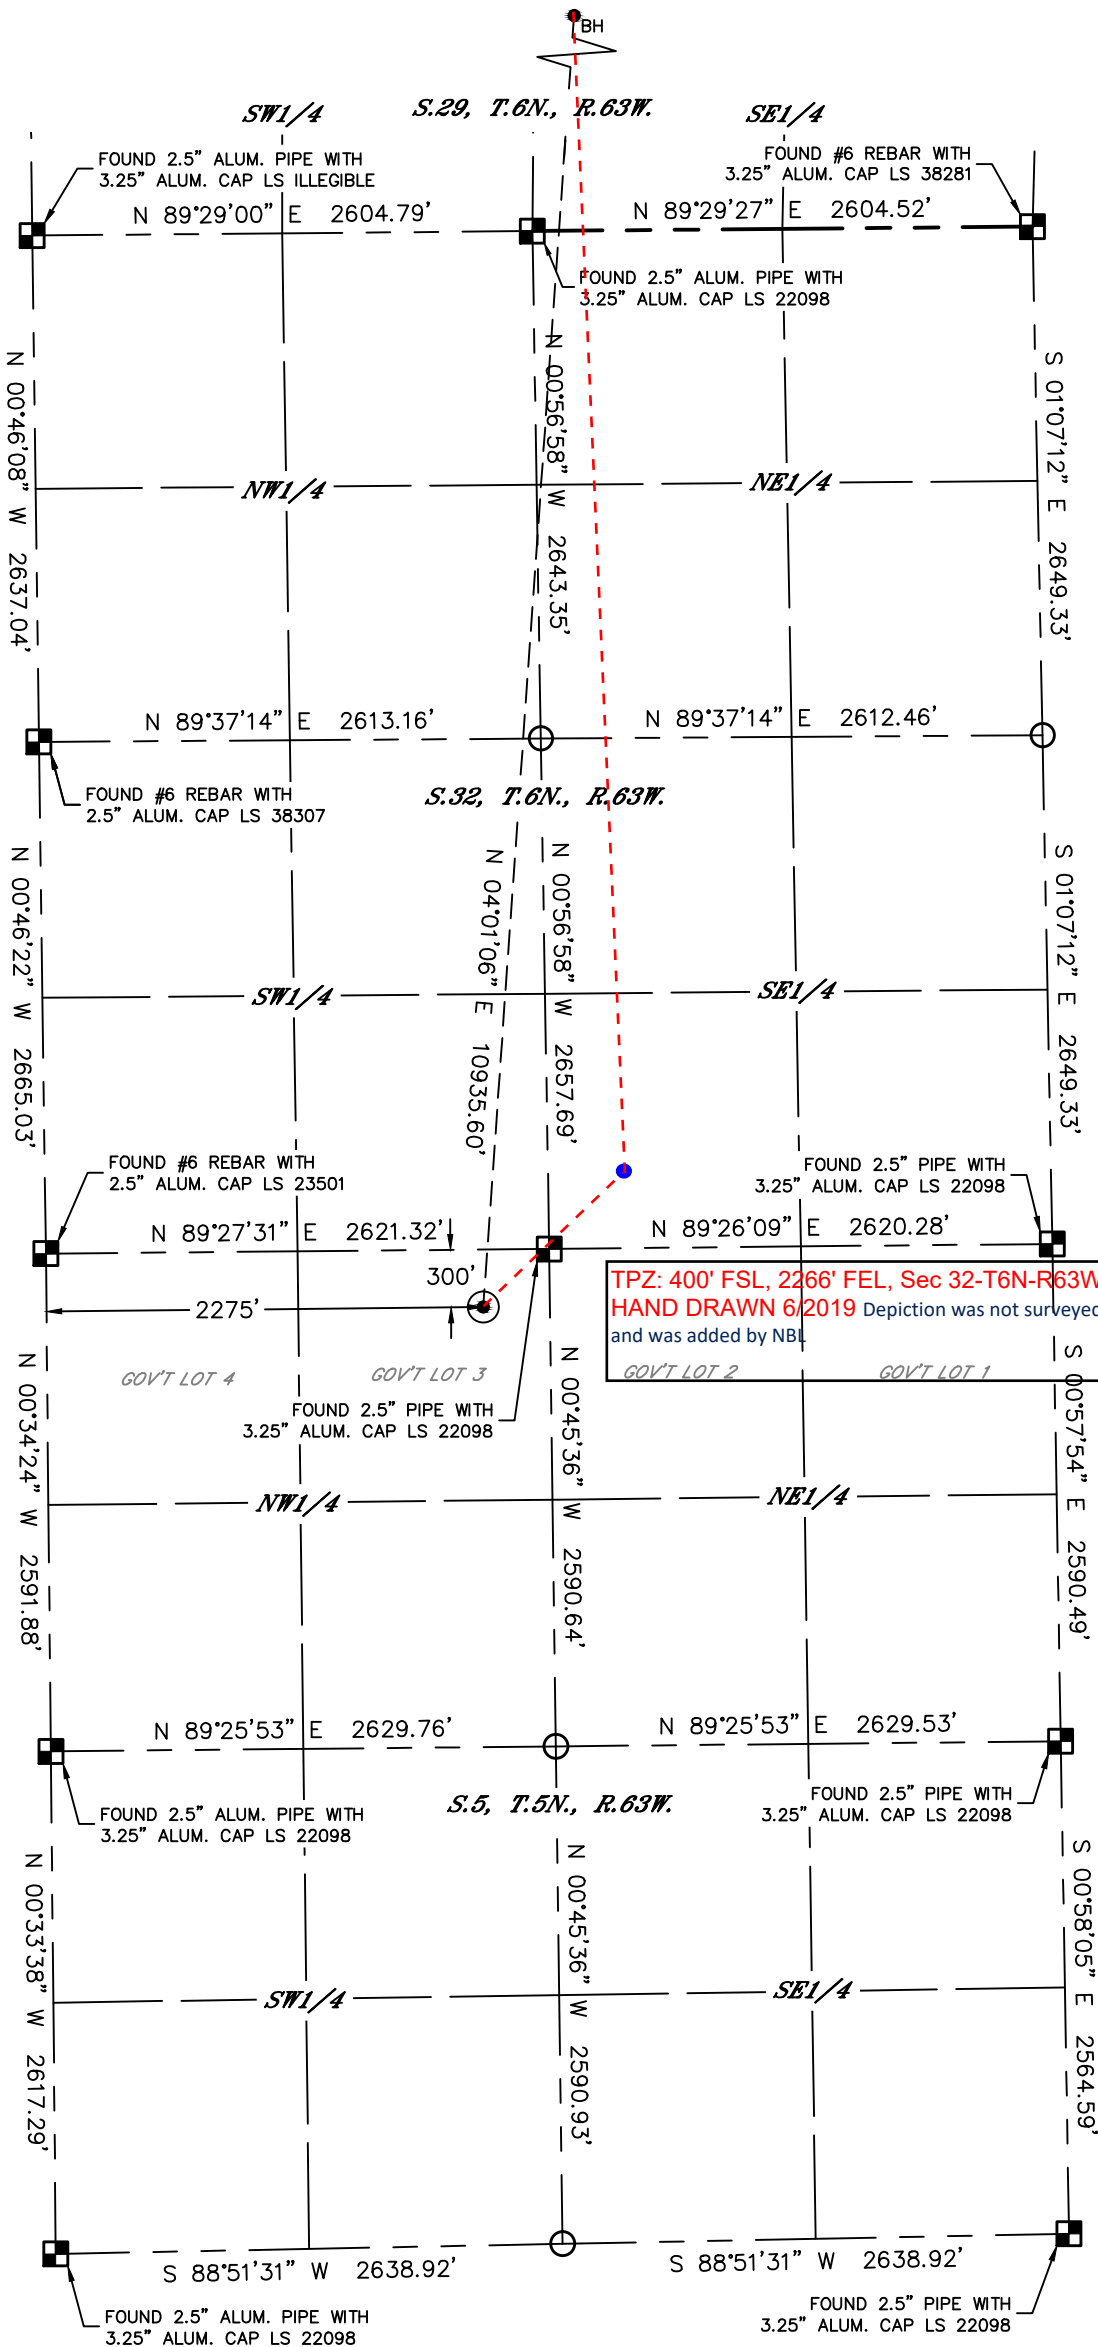 BH
SW1/4
S.29, T.6N., R.63W.
SE1/4
FOUND 2.5" ALUM. PIPE WITH
3.25" ALUM. CAP LS ILLEGIBLE
FOUND #6 REBAR WITH
3.25" ALUM. CAP LS 38281
N 89°29'00" E 2604.79'
N 89°29'27" E 2604.52'
FOUND 2.5" ALUM. PIPE WITH
3.25" ALUM. CAP LS 22098
N 00°46'08" W 2637.04'
N 00°56'58" W 2643.35'
S 01°07'12" E 2649.33'
NW1/4
NE1/4
N 89°37'14" E 2613.16'
N 89°37'14" E 2612.46'
FOUND #6 REBAR WITH
2.5" ALUM. CAP LS 38307
S.32, T.6N., R.63W.
N 00°46'22" W 2665.03'
N 04°01'06" E 10935.60'
N 00°56'58" W 2657.69'
S 01°07'12" E 2649.33'
SW1/4
SE1/4
FOUND #6 REBAR WITH
2.5" ALUM. CAP LS 23501
FOUND 2.5" PIPE WITH
3.25" ALUM. CAP LS 22098
N 89°27'31" E 2621.32'
N 89°26'09" E 2620.28'
300'
2275'
TPZ: 400' FSL, 2266' FEL, Sec 32-T6N-R63W
HAND DRAWN 6/2019 Depiction was not surveyed
and was added by NBL
GOV'T LOT 4
GOV'T LOT 3
GOV'T LOT 2
GOV'T LOT 1
FOUND 2.5" PIPE WITH
3.25" ALUM. CAP LS 22098
N 00°34'24" W 2591.88'
N 00°45'36" W 2590.64'
S 00°57'54" E 2590.49'
NW1/4
NE1/4
N 89°25'53" E 2629.76'
N 89°25'53" E 2629.53'
FOUND 2.5" ALUM. PIPE WITH
3.25" ALUM. CAP LS 22098
S.5, T.5N., R.63W.
FOUND 2.5" PIPE WITH
3.25" ALUM. CAP LS 22098
N 00°33'38" W 2617.29'
N 00°45'36" W 2590.93'
S 00°58'05" E 2564.59'
SW1/4
SE1/4
S 88°51'31" W 2638.92'
S 88°51'31" W 2638.92'
FOUND 2.5" ALUM. PIPE WITH
3.25" ALUM. CAP LS 22098
FOUND 2.5" PIPE WITH
3.25" ALUM. CAP LS 22098